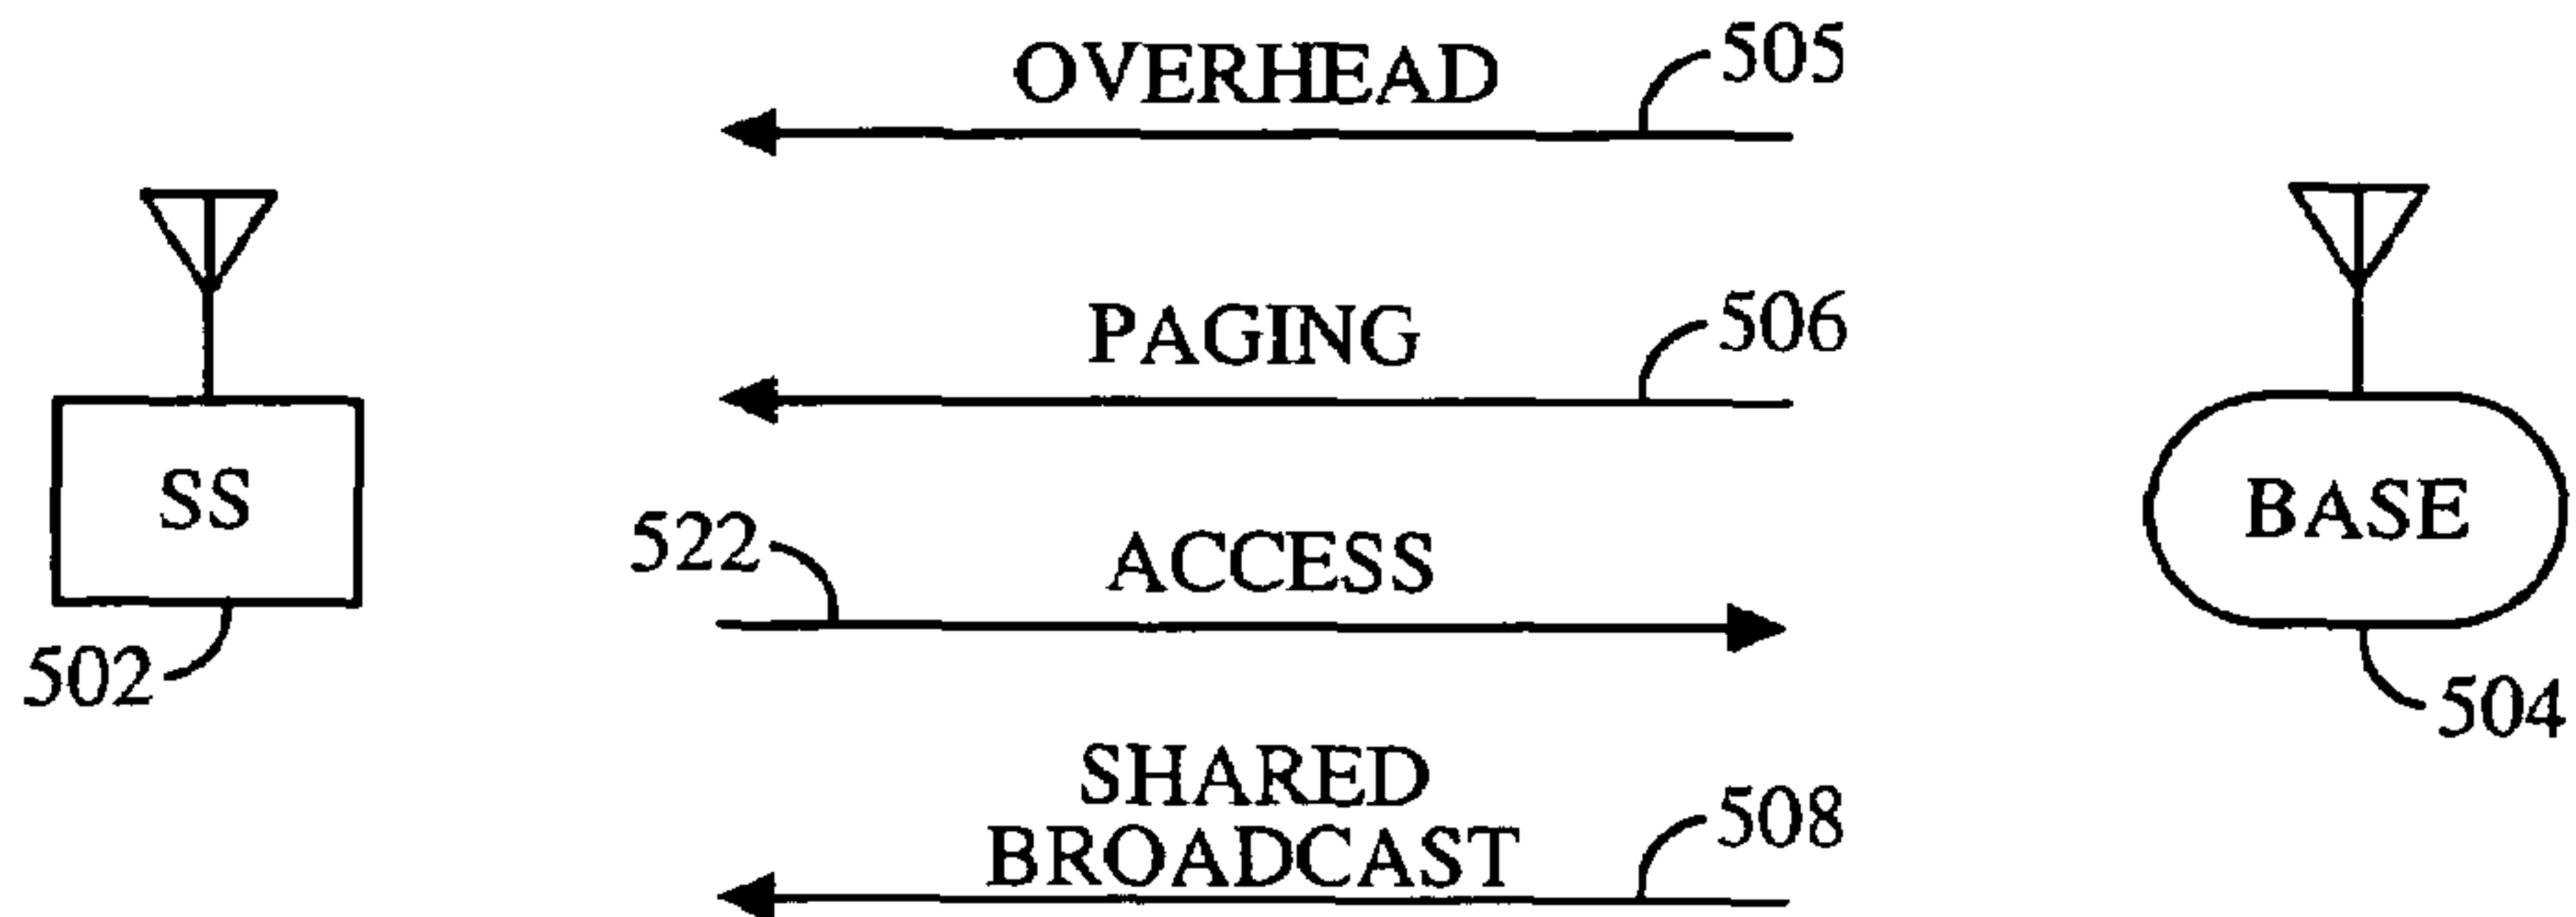 OVERHEAD
505
PAGING
506
SS
BASE
522
ACCESS
502
504
SHARED
BROADCAST
508